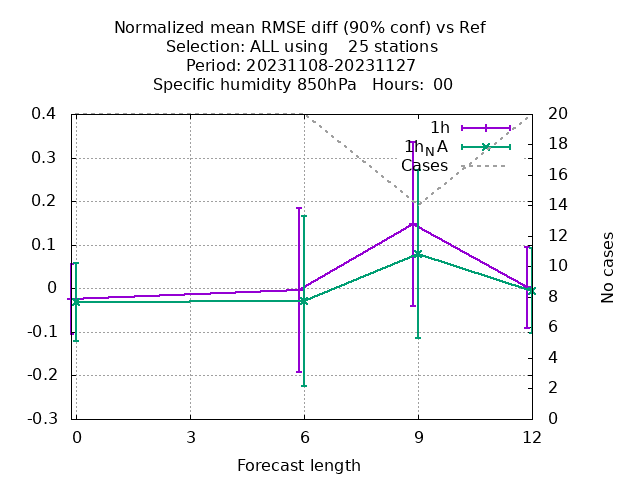 Normalized mean RMSE diff (90% conf) vs Ref
Selection: ALL using    25 stations
Period: 20231108-20231127
Specific humidity 850hPa   Hours:  00
0.4
0.3
0.2
0.1
0
-0.1
-0.2
-0.3
1h
1h_N A
Cases
20
18
16
14
12
10
8
6
4
2
0
No cases
0 3 6 9 12
Forecast length